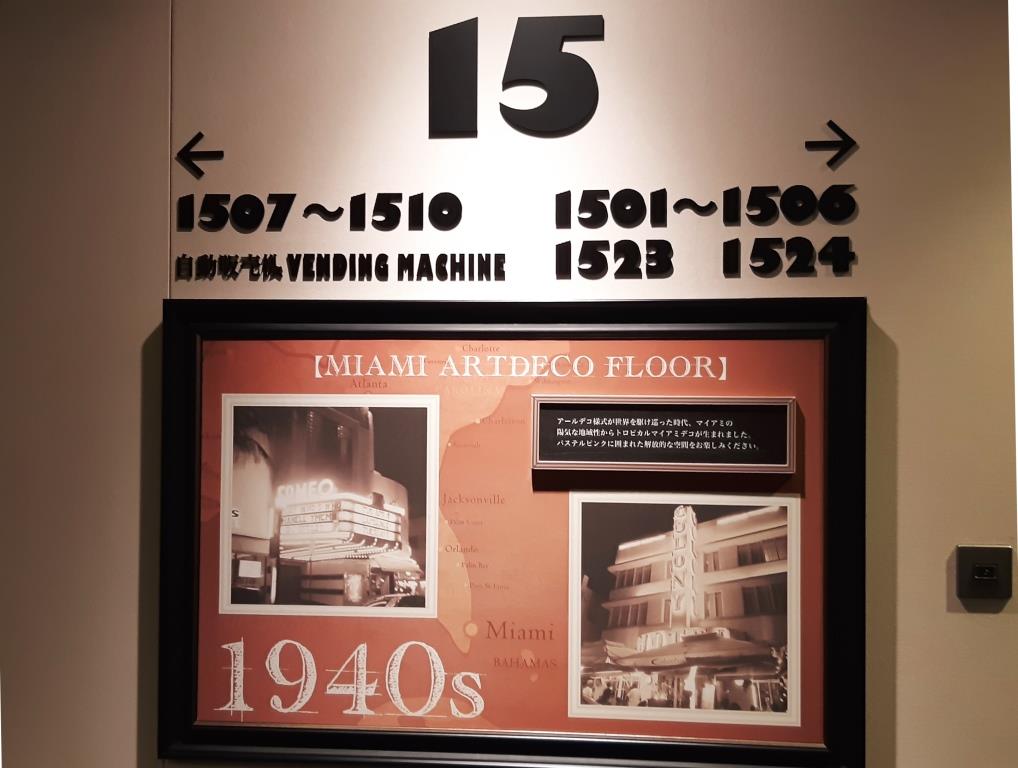 15
← →
1507～1510
1501～1506
自動販売機 VENDING MACHINE
1523 1524
【MIAMI ARTDECO FLOOR】
Charlotte
Atlanta
アールデコ様式が世界を駆け巡った時代、マイアミの
陽気な地域性からトロピカルマイアミデコが生まれました。
パステルピンクに囲まれた解放的な空間をお楽しみください。
Charleston
CAMEO
Jacksonville
COLONY
Orlando
Palm Bay
Miami
BAHAMAS
1940s